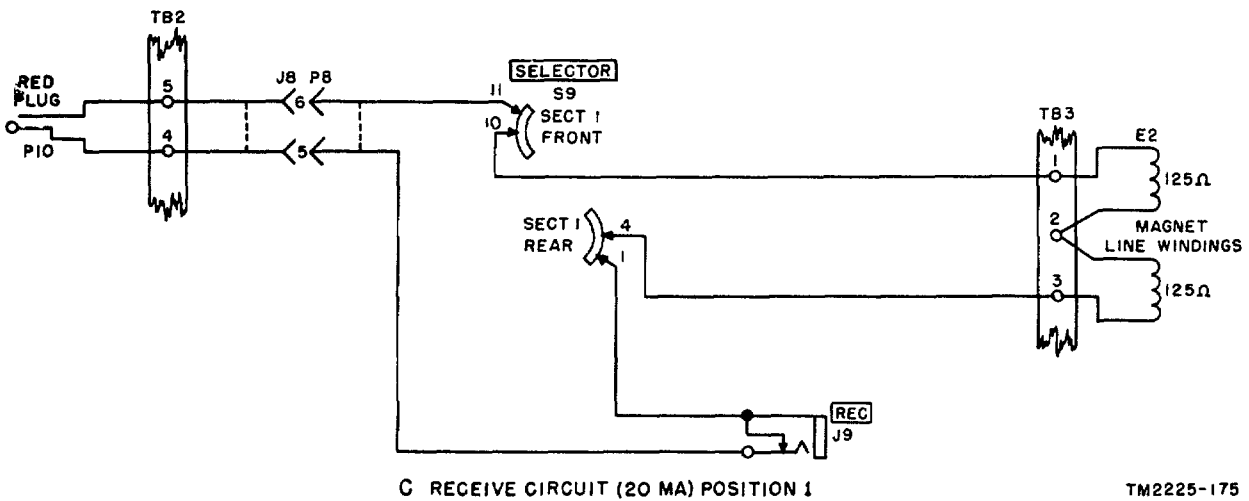 TB2
RED
PLUG
P10
5
4
J8 P8
6
5
SELECTOR
S9
SECT 1
FRONT
11
10
SECT 1
REAR
4
1
REC
J9
TB3
1
2
3
E2
125Ω
MAGNET
LINE WINDINGS
125Ω
C RECEIVE CIRCUIT (20 MA) POSITION 1
TM2225-175